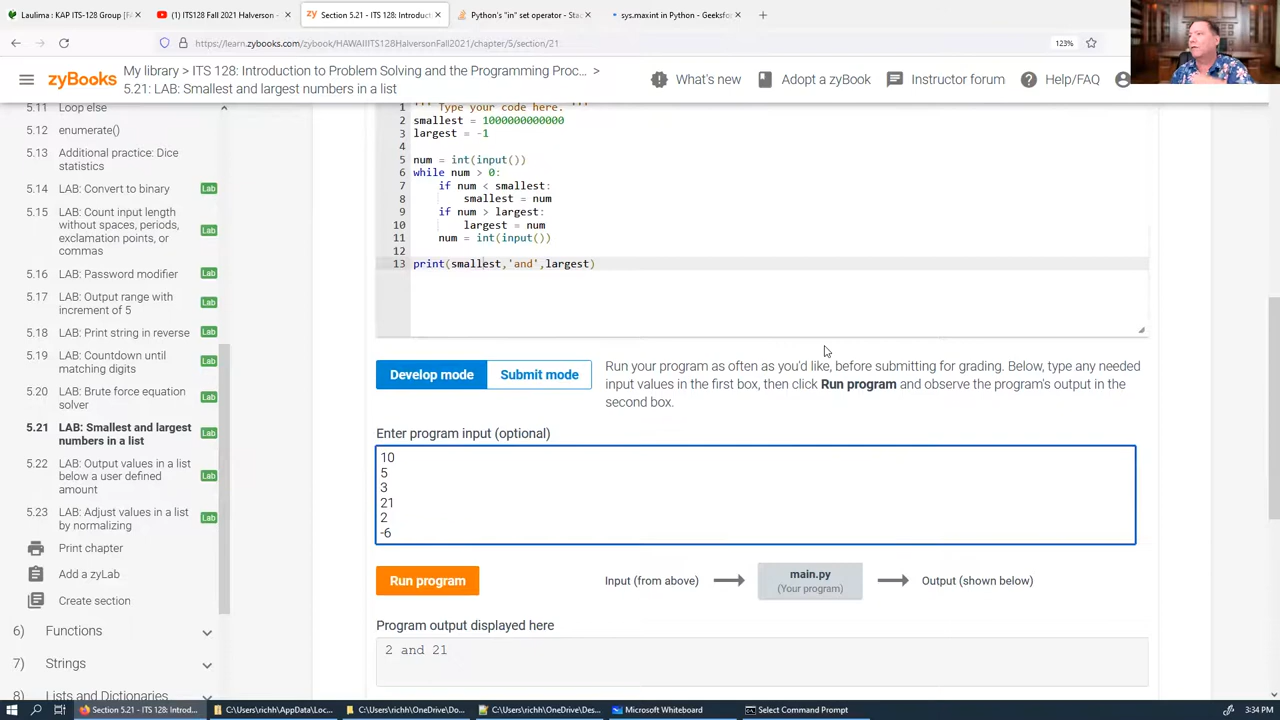 Laulima : KAP ITS-128 Group [F
(1) ITS128 Fall 2021 Halverson -
zy Section 5.21 - ITS 128: Introduct
Python's "in" set operator - Stac
sys.maxint in Python - Geeksfor
https://learn.zybooks.com/zybook/HAWAIIITS128HalversonFall2021/chapter/5/section/21
123%
zyBooks
My library > ITS 128: Introduction to Problem Solving and the Programming Proc... >
5.21: LAB: Smallest and largest numbers in a list
What's new
Adopt a zyBook
Instructor forum
Help/FAQ
5.11 Loop else
5.12 enumerate()
5.13 Additional practice: Dice
statistics
5.14 LAB: Convert to binary Lab
5.15 LAB: Count input length
without spaces, periods,
exclamation points, or
commas
Lab
5.16 LAB: Password modifier Lab
5.17 LAB: Output range with
increment of 5
Lab
5.18 LAB: Print string in reverse Lab
5.19 LAB: Countdown until
matching digits
Lab
5.20 LAB: Brute force equation
solver
Lab
5.21 LAB: Smallest and largest
numbers in a list
Lab
5.22 LAB: Output values in a list
below a user defined
amount
Lab
5.23 LAB: Adjust values in a list
by normalizing
Lab
Print chapter
Add a zyLab
Create section
6) Functions
7) Strings
8) Lists and Dictionaries
1 ''' Type your code here. '''
2 smallest = 1000000000000
3 largest = -1
4
5 num = int(input())
6 while num > 0:
7 if num < smallest:
8 smallest = num
9 if num > largest:
10 largest = num
11 num = int(input())
12
13 print(smallest,'and',largest)
Develop mode
Submit mode
Run your program as often as you'd like, before submitting for grading. Below, type any needed
input values in the first box, then click Run program and observe the program's output in the
second box.
Enter program input (optional)
10
5
3
21
2
-6
Run program
Input (from above)
main.py
(Your program)
Output (shown below)
Program output displayed here
2 and 21
Section 5.21 - ITS 128: Introd...
C:\Users\richh\AppData\Loc...
C:\Users\richh\OneDrive\Do...
C:\Users\richh\OneDrive\Des...
Microsoft Whiteboard
Select Command Prompt
3:34 PM